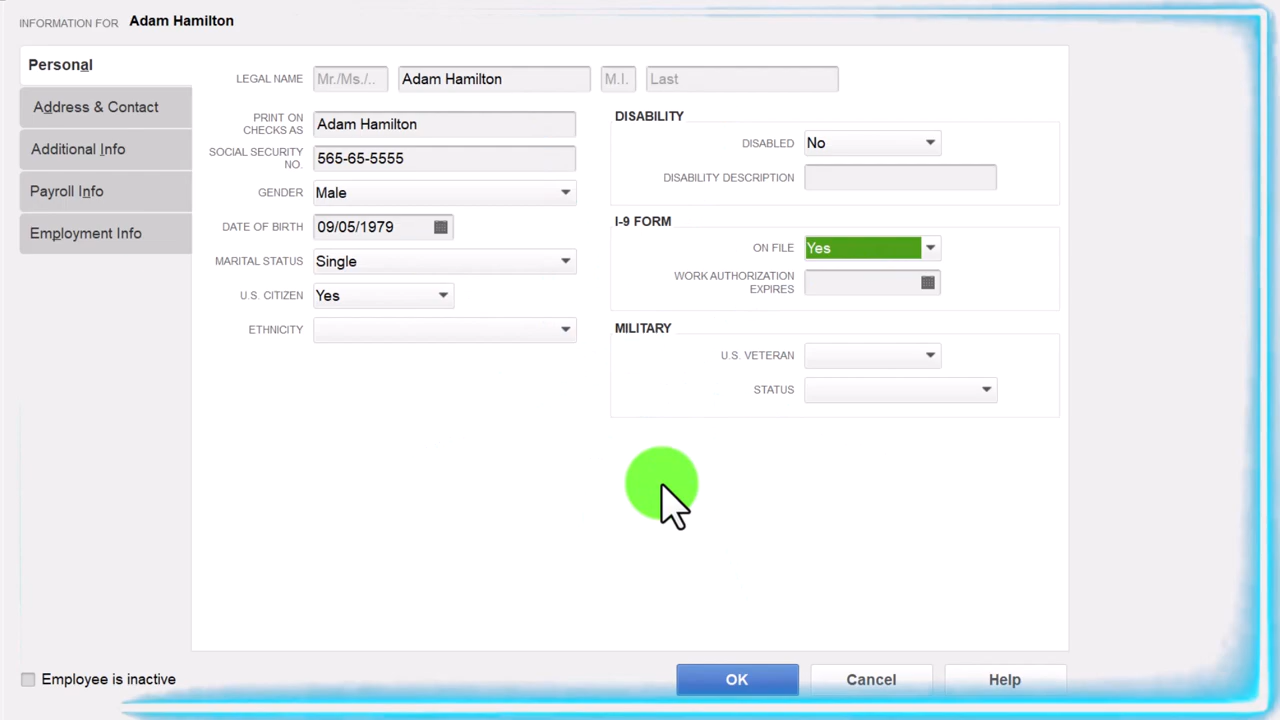 INFORMATION FOR Adam Hamilton
Personal
Address & Contact
Additional Info
Payroll Info
Employment Info
LEGAL NAME Mr./Ms./.. Adam Hamilton M.I. Last
PRINT ON
CHECKS AS
Adam Hamilton
SOCIAL SECURITY
NO.
565-65-5555
GENDER Male
DATE OF BIRTH 09/05/1979
MARITAL STATUS Single
U.S. CITIZEN Yes
ETHNICITY
DISABILITY
DISABLED No
DISABILITY DESCRIPTION
I-9 FORM
ON FILE Yes
WORK AUTHORIZATION
EXPIRES
MILITARY
U.S. VETERAN
STATUS
Employee is inactive
OK Cancel Help